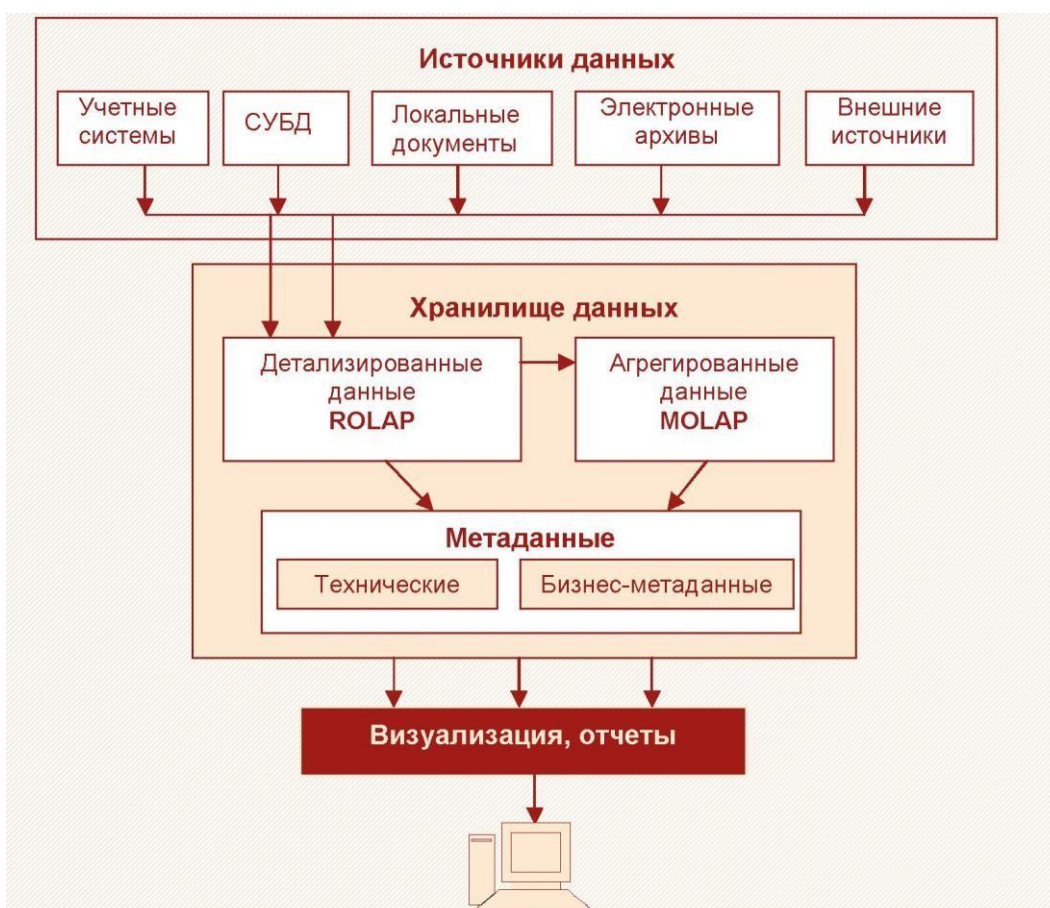 Источники данных
Учетные
системы
СУБД
Локальные
документы
Электронные
архивы
Внешние
источники
Хранилище данных
Детализированные
данные
ROLAP
Агрегированные
данные
MOLAP
Метаданные
Технические
Бизнес-метаданные
Визуализация, отчеты